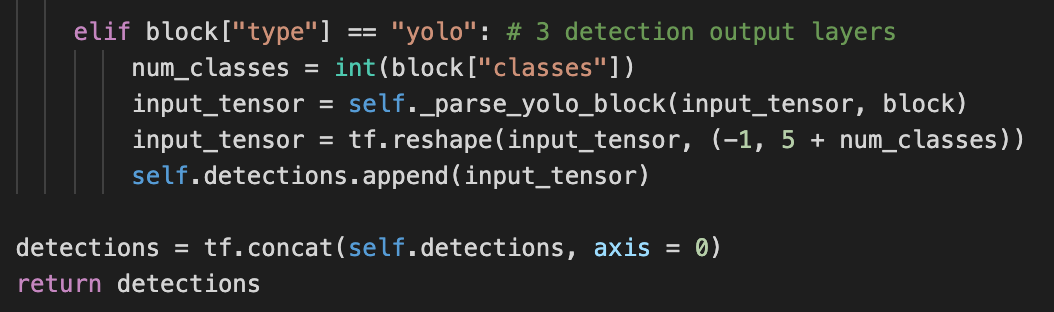 elif block["type"] == "yolo": # 3 detection output layers
num_classes = int(block["classes"])
input_tensor = self._parse_yolo_block(input_tensor, block)
input_tensor = tf.reshape(input_tensor, (-1, 5 + num_classes))
self.detections.append(input_tensor)
detections = tf.concat(self.detections, axis = 0)
return detections